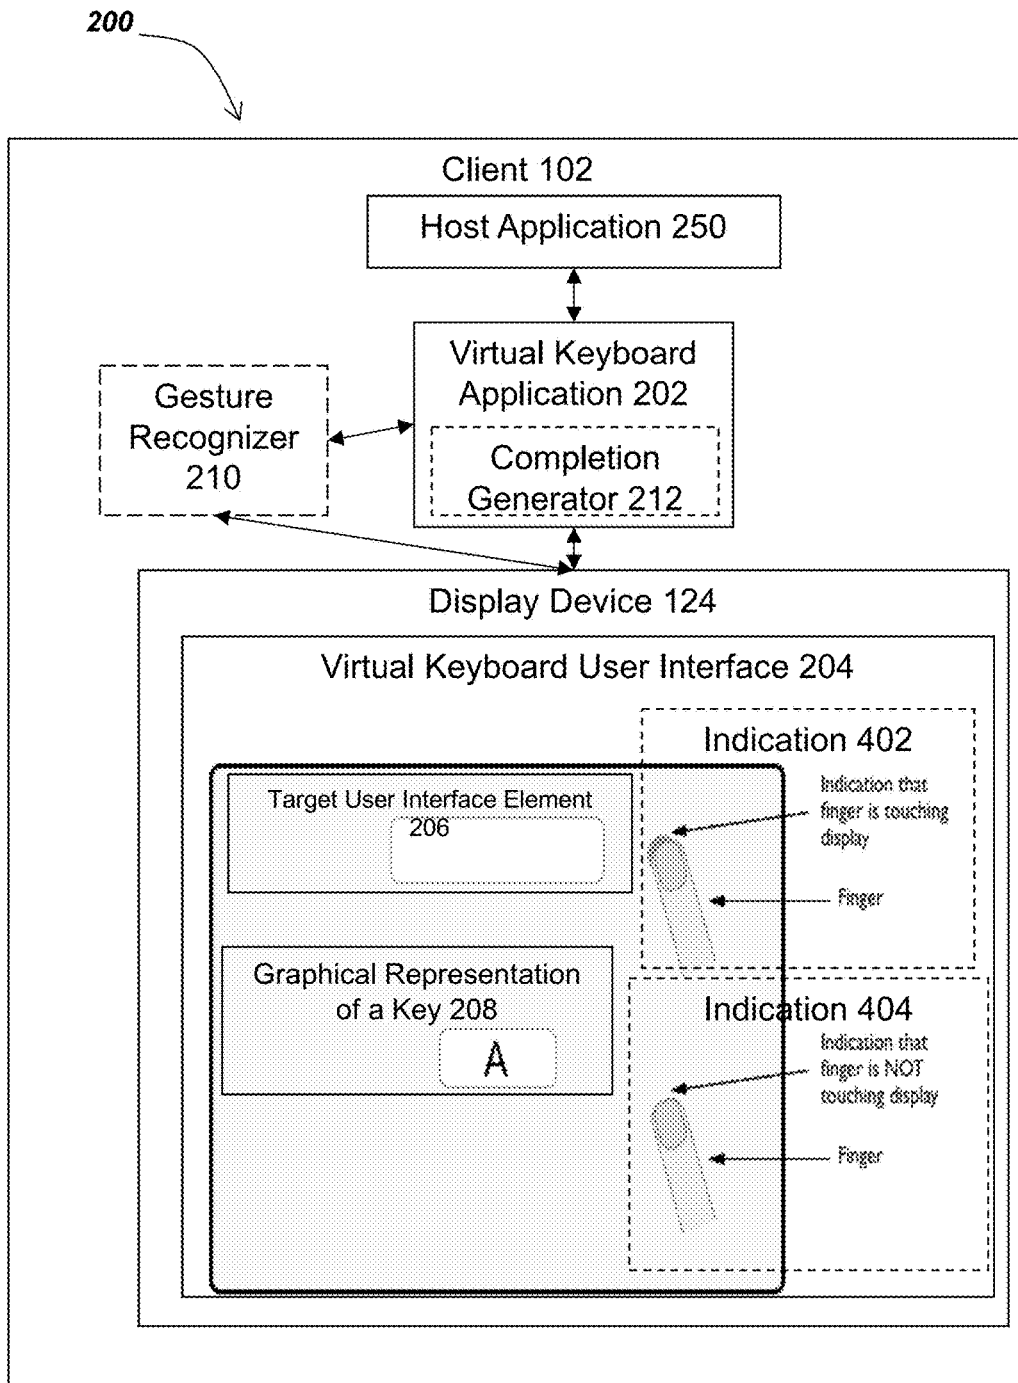 200
Client 102
Host Application 250
Virtual Keyboard
Application 202
Completion
Generator 212
Gesture
Recognizer
210
Display Device 124
Virtual Keyboard User Interface 204
Indication 402
Indication that
finger is touching
display
Finger
Target User Interface Element
206
Graphical Representation
of a Key 208
A
Indication 404
Indication that
finger is NOT
touching display
Finger